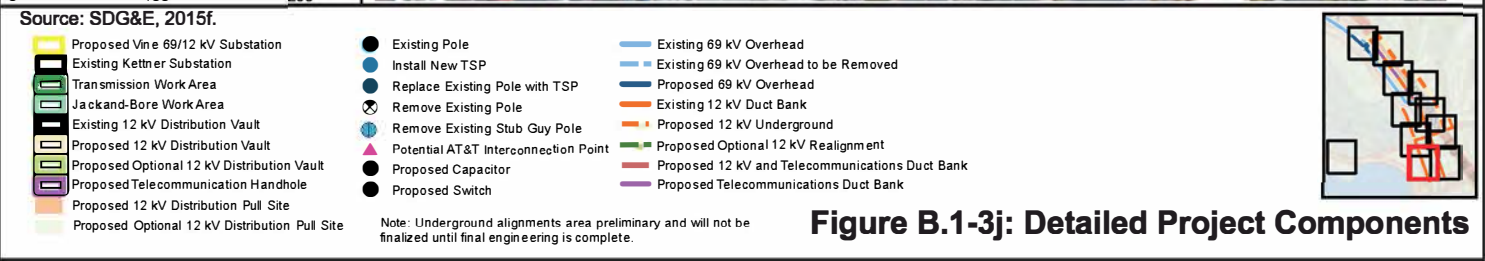 Source: SDG&E, 2015f.
Proposed Vine 69/12 kV Substation
Existing Kettner Substation
Transmission Work Area
Jackand-Bore Work Area
Existing 12 kV Distribution Vault
Proposed 12 kV Distribution Vault
Proposed Optional 12 kV Distribution Vault
Proposed Telecommunication Handhole
Proposed 12 kV Distribution Pull Site
Proposed Optional 12 kV Distribution Pull Site
Existing Pole
Install New TSP
Replace Existing Pole with TSP
Remove Existing Pole
Remove Existing Stub Guy Pole
Potential AT&T Interconnection Point
Proposed Capacitor
Proposed Switch
Note: Underground alignments area preliminary and will not be
finalized until final engineering is complete.
Existing 69 kV Overhead
Existing 69 kV Overhead to be Removed
Proposed 69 kV Overhead
Existing 12 kV Duct Bank
Proposed 12 kV Underground
Proposed Optional 12 kV Realignment
Proposed 12 kV and Telecommunications Duct Bank
Proposed Telecommunications Duct Bank
Figure B.1-3j: Detailed Project Components